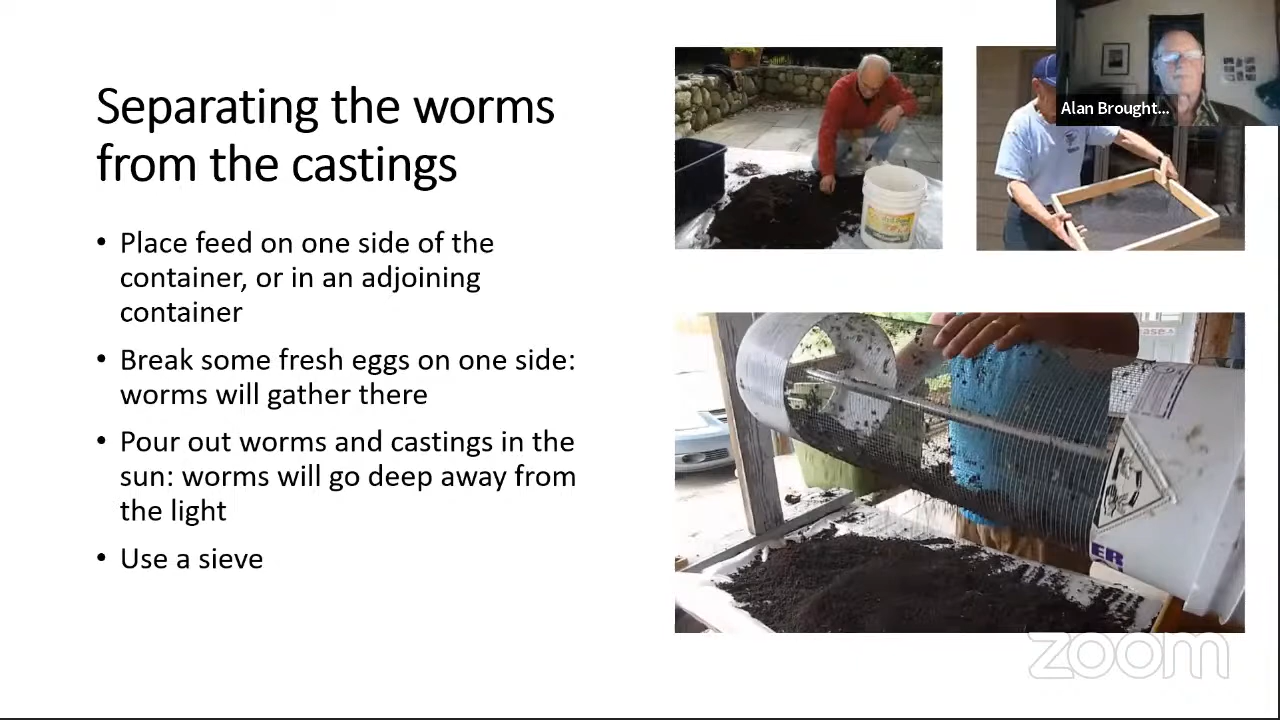 Separating the worms
from the castings
• Place feed on one side of the
container, or in an adjoining
container
• Break some fresh eggs on one side:
worms will gather there
• Pour out worms and castings in the
sun: worms will go deep away from
the light
• Use a sieve
Alan Brought...
ase
ER
zoom